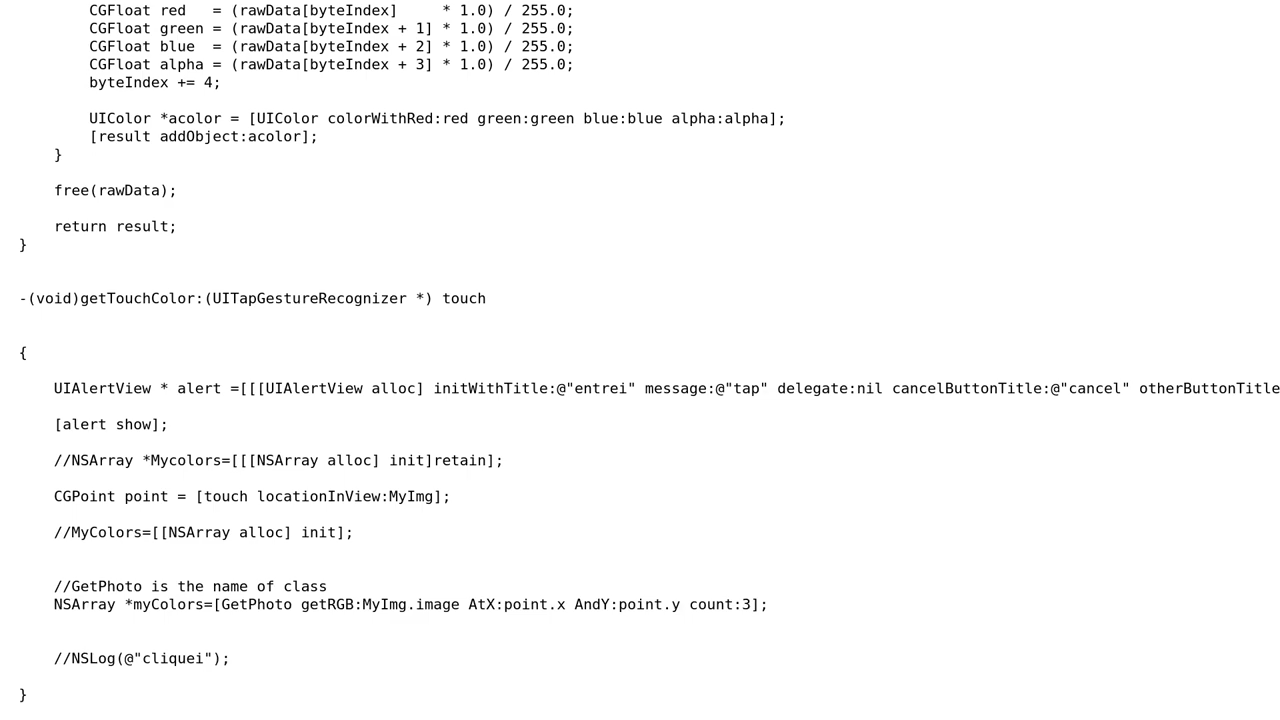 CGFloat red   = (rawData[byteIndex]     * 1.0) / 255.0;
CGFloat green = (rawData[byteIndex + 1] * 1.0) / 255.0;
CGFloat blue  = (rawData[byteIndex + 2] * 1.0) / 255.0;
CGFloat alpha = (rawData[byteIndex + 3] * 1.0) / 255.0;
byteIndex += 4;
UIColor *acolor = [UIColor colorWithRed:red green:green blue:blue alpha:alpha];
[result addObject:acolor];
}
free(rawData);
return result;
}
-(void)getTouchColor:(UITapGestureRecognizer *) touch
{
UIAlertView * alert =[[[UIAlertView alloc] initWithTitle:@"entrei" message:@"tap" delegate:nil cancelButtonTitle:@"cancel" otherButtonTitle
[alert show];
//NSArray *Mycolors=[[[NSArray alloc] init]retain];
CGPoint point = [touch locationInView:MyImg];
//MyColors=[[NSArray alloc] init];
//GetPhoto is the name of class
NSArray *myColors=[GetPhoto getRGB:MyImg.image AtX:point.x AndY:point.y count:3];
//NSLog(@"cliquei");
}